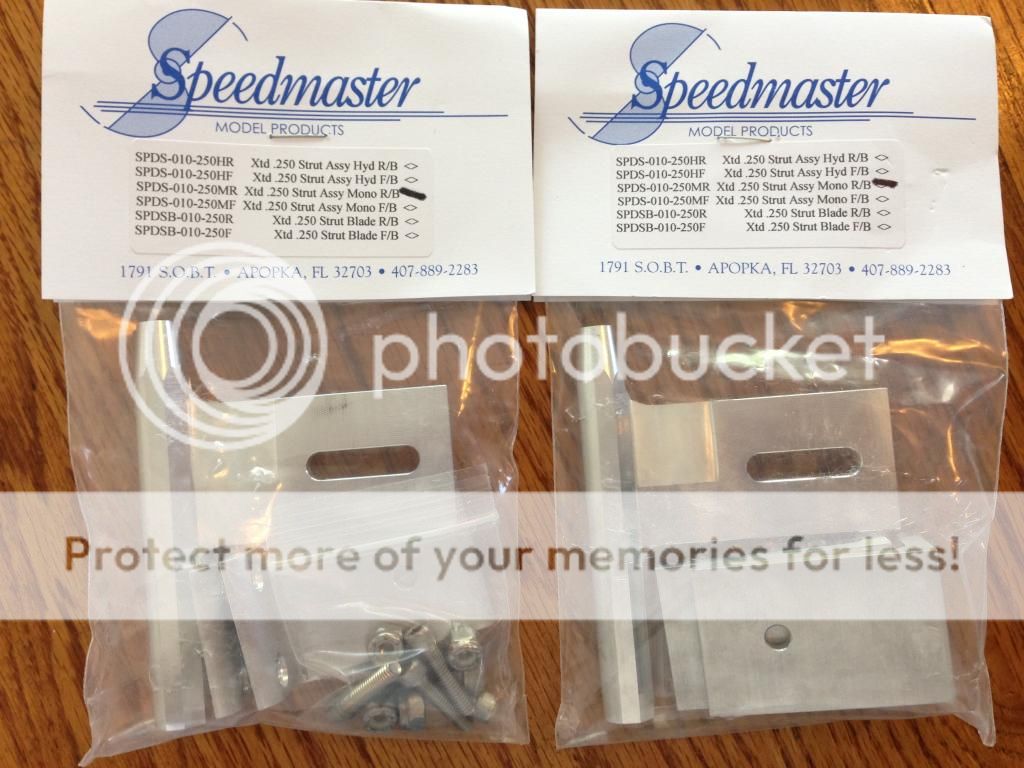 Speedmaster
MODEL PRODUCTS
SPDS-010-250HR Xtd .250 Strut Assy Hyd R/B <>
SPDS-010-250HF Xtd .250 Strut Assy Hyd F/B <>
SPDS-010-250MR Xtd .250 Strut Assy Mono R/B
SPDS-010-250MF Xtd .250 Strut Assy Mono F/B <>
SPDSB-010-250R Xtd .250 Strut Blade R/B <>
SPDSB-010-250F Xtd .250 Strut Blade F/B <>
1791 S.O.B.T. • APOPKA, FL 32703 • 407-889-2283
Speedmaster
MODEL PRODUCTS
SPDS-010-250HR Xtd .250 Strut Assy Hyd R/B <>
SPDS-010-250HF Xtd .250 Strut Assy Hyd F/B <>
SPDS-010-250MR Xtd .250 Strut Assy Mono R/B
SPDS-010-250MF Xtd .250 Strut Assy Mono F/B <>
SPDSB-010-250R Xtd .250 Strut Blade R/B <>
SPDSB-010-250F Xtd .250 Strut Blade F/B <>
1791 S.O.B.T. • APOPKA, FL 32703 • 407-889-2283
photobucket
Protect more of your memories for less!